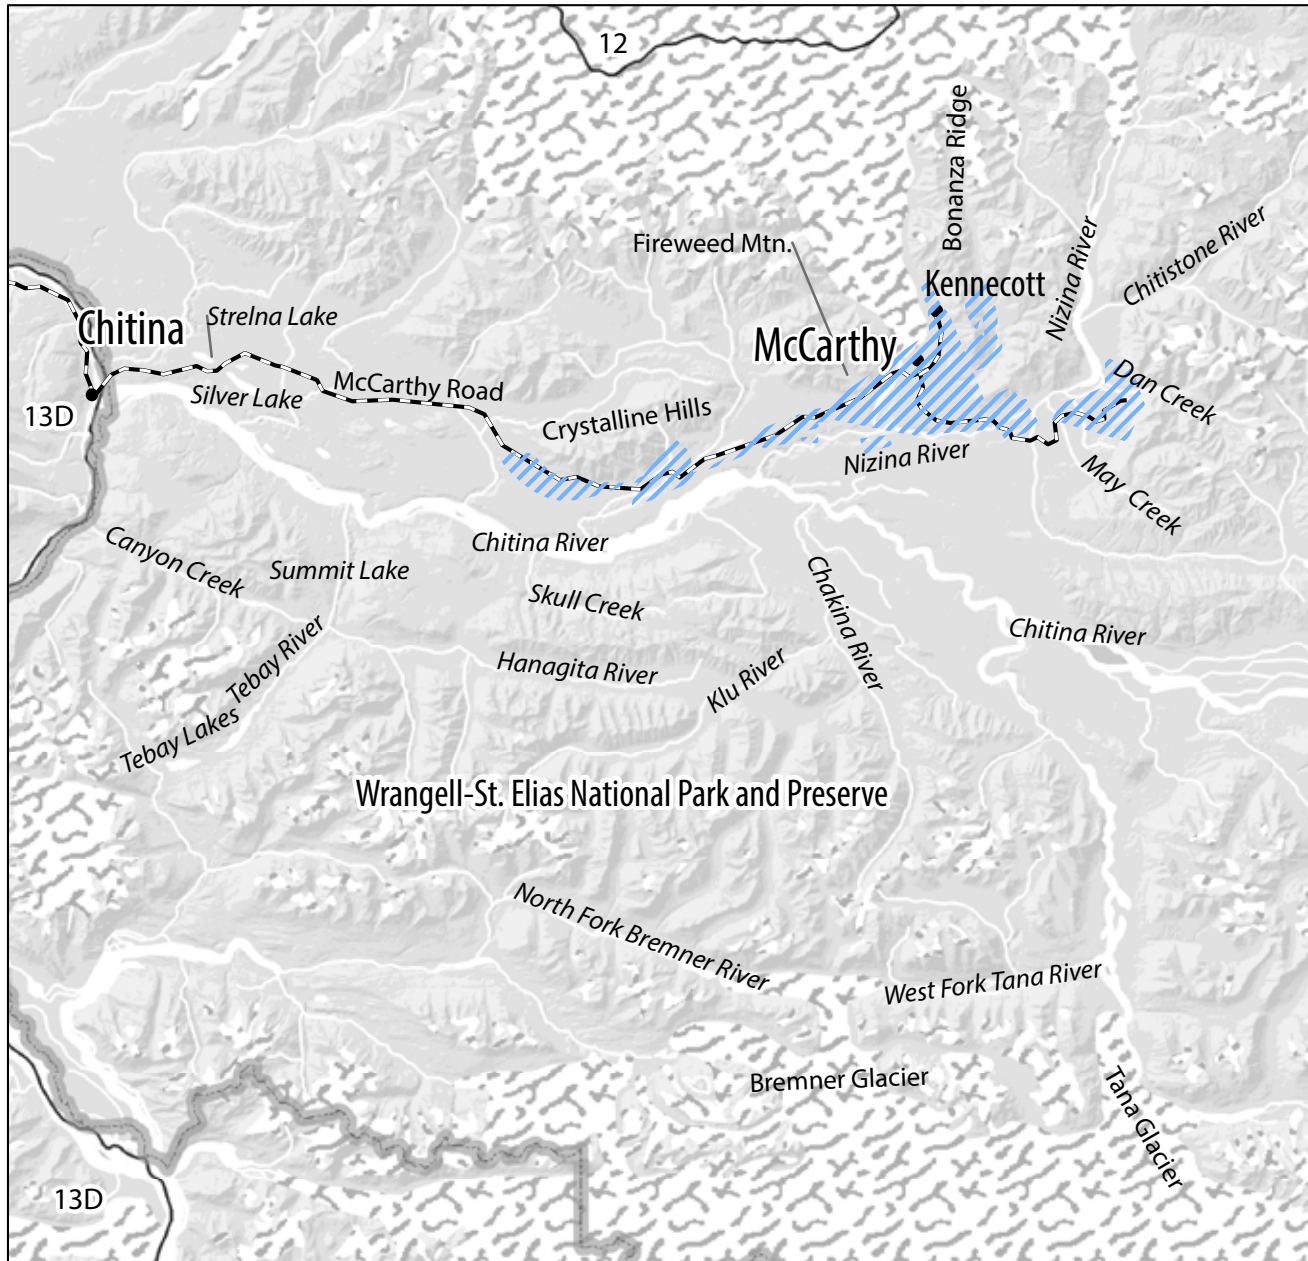 12
Bonanza Ridge
Fireweed Mtn.
Nizina River
Chitistone River
Kennecott
Strelna Lake
Chitina
McCarthy
McCarthy Road
Silver Lake
13D
Dan Creek
Crystalline Hills
Nizina River
May Creek
Chitina River
Canyon Creek
Summit Lake
Skull Creek
Chakina River
Chitina River
Tebay River
Hanagita River
Klu River
Tebay Lakes
Wrangell-St. Elias National Park and Preserve
North Fork Bremner River
West Fork Tana River
Bremner Glacier
Tana Glacier
13D